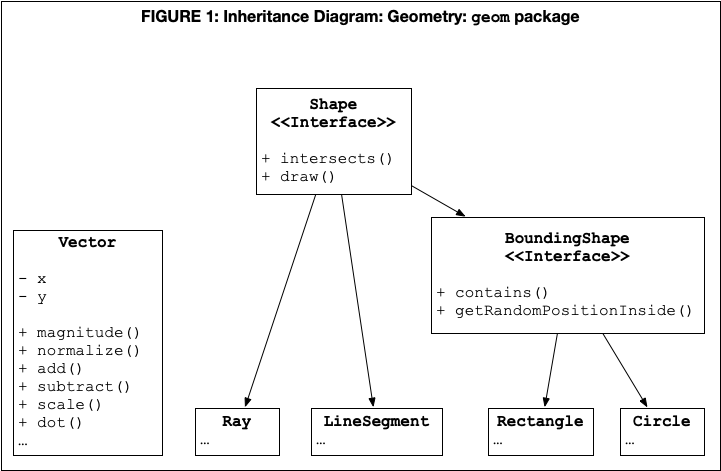 FIGURE 1: Inheritance Diagram: Geometry: geom package
Shape
<<Interface>>
+ intersects()
+ draw()
Vector
- x
- y
+ magnitude()
+ normalize()
+ add()
+ subtract()
+ scale()
+ dot()
…
BoundingShape
<<Interface>>
+ contains()
+ getRandomPositionInside()
Ray
…
LineSegment
…
Rectangle
…
Circle
…